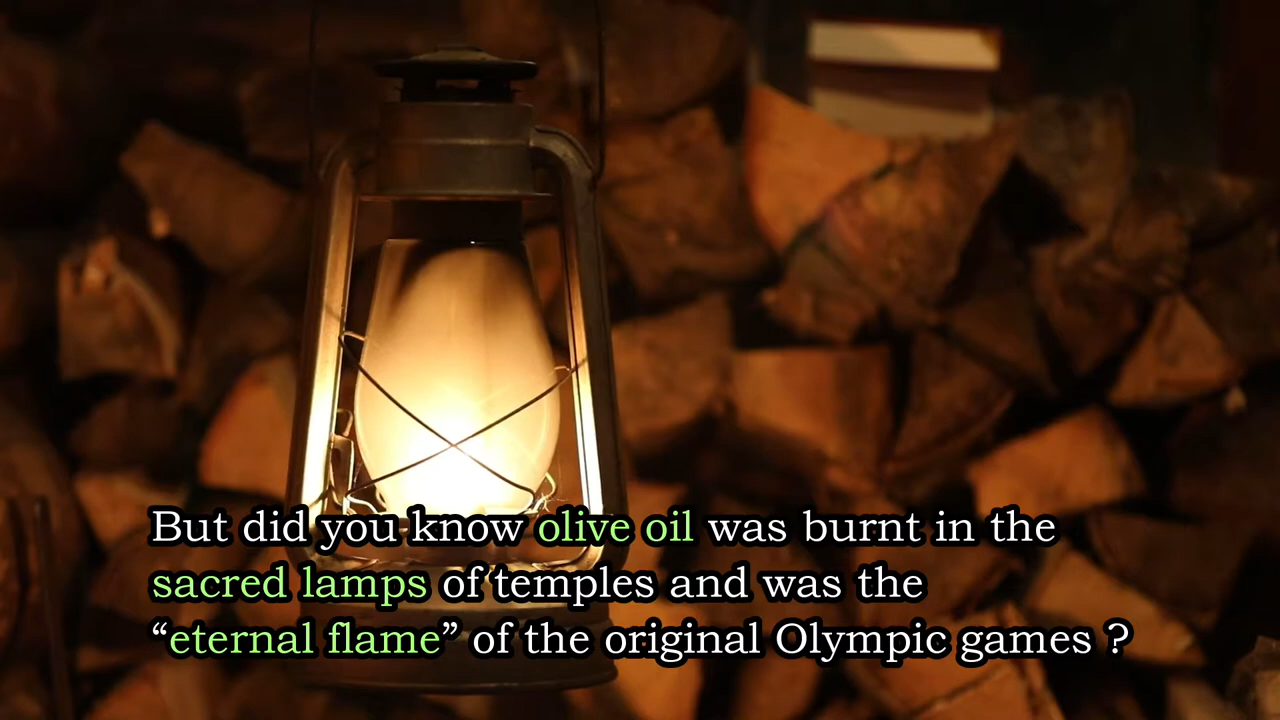 But did you know olive oil was burnt in the
sacred lamps of temples and was the
“eternal flame” of the original Olympic games ?